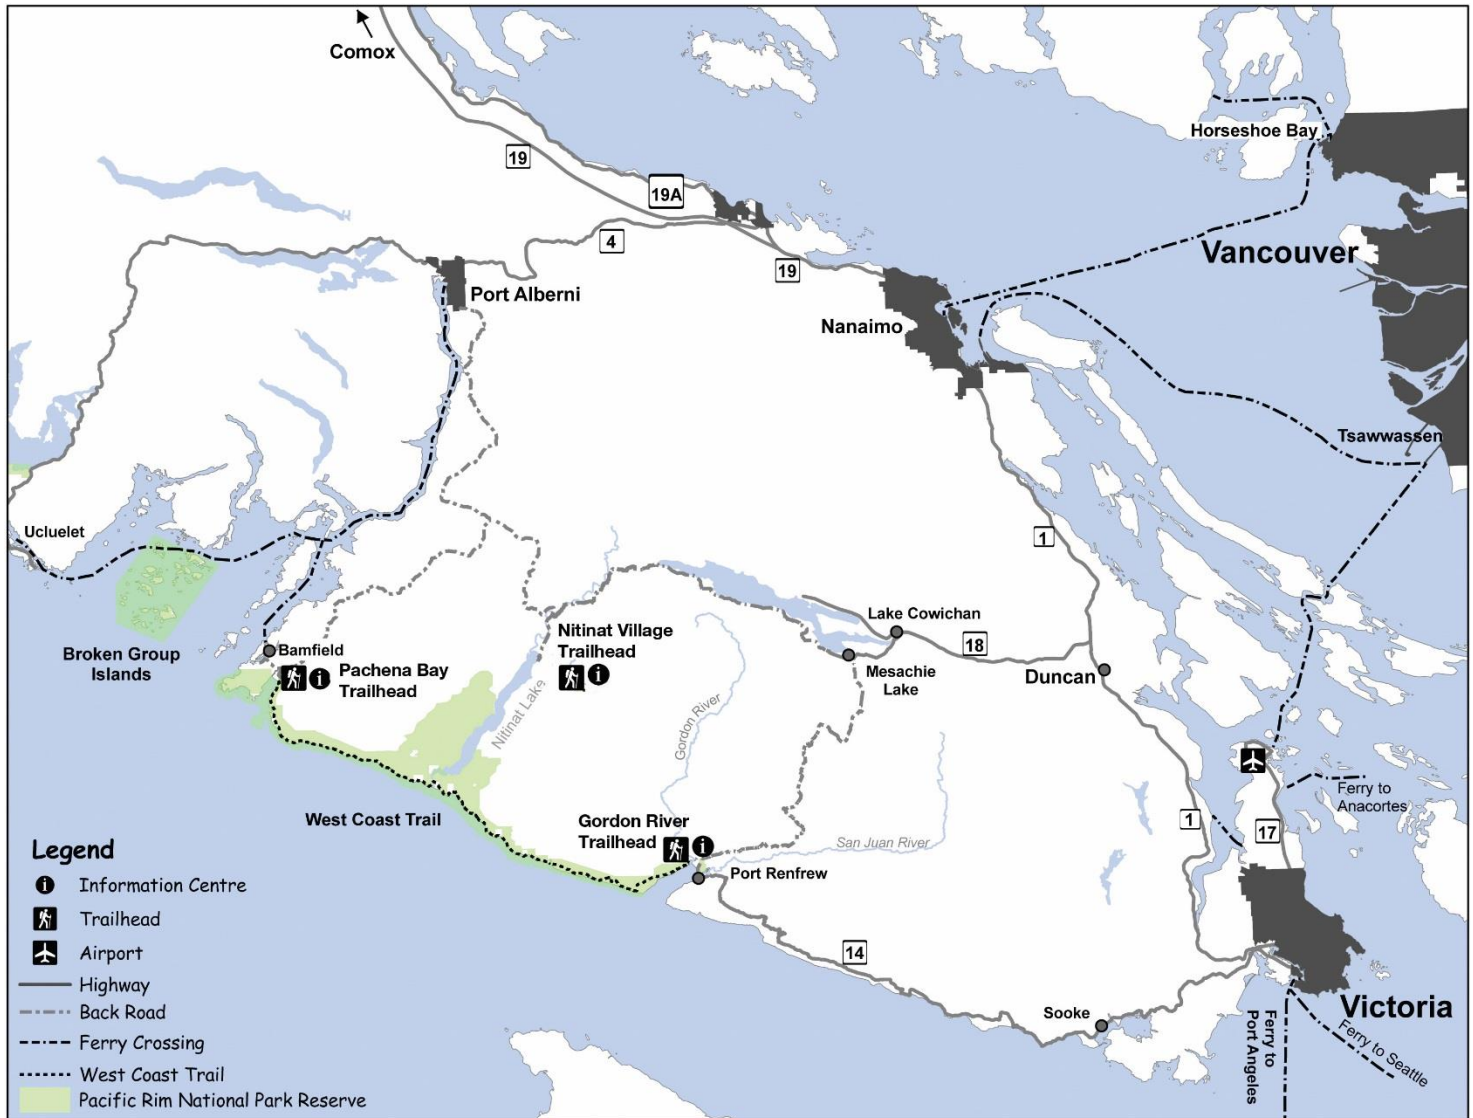 Comox
19
19A
4
19
Horseshoe Bay
Vancouver
Port Alberni
Nanaimo
Tsawwassen
Ucluelet
1
Broken Group
Islands
Bamfield
Pachena Bay
Trailhead
Nitinat Village
Trailhead
Nitinat Lake
Gordon River
Lake Cowichan
18
Mesachie
Lake
Duncan
West Coast Trail
Gordon River
Trailhead
San Juan River
Port Renfrew
Ferry to
Anacortes
1
17
14
Sooke
Victoria
Ferry to
Port Angeles
Ferry to Seattle
Legend
i Information Centre
Trailhead
Airport
Highway
Back Road
Ferry Crossing
West Coast Trail
Pacific Rim National Park Reserve